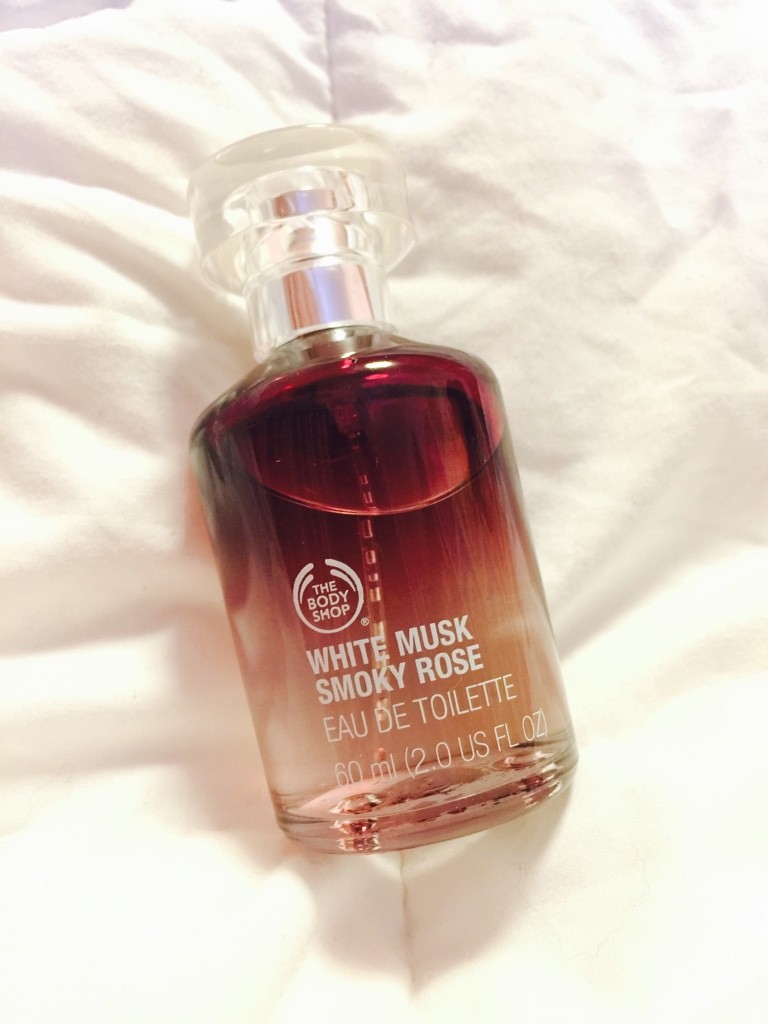 THE
BODY
SHOP®
WHITE MUSK
SMOKY ROSE
EAU DE TOILETTE
60 ml (2.0 US FL OZ)